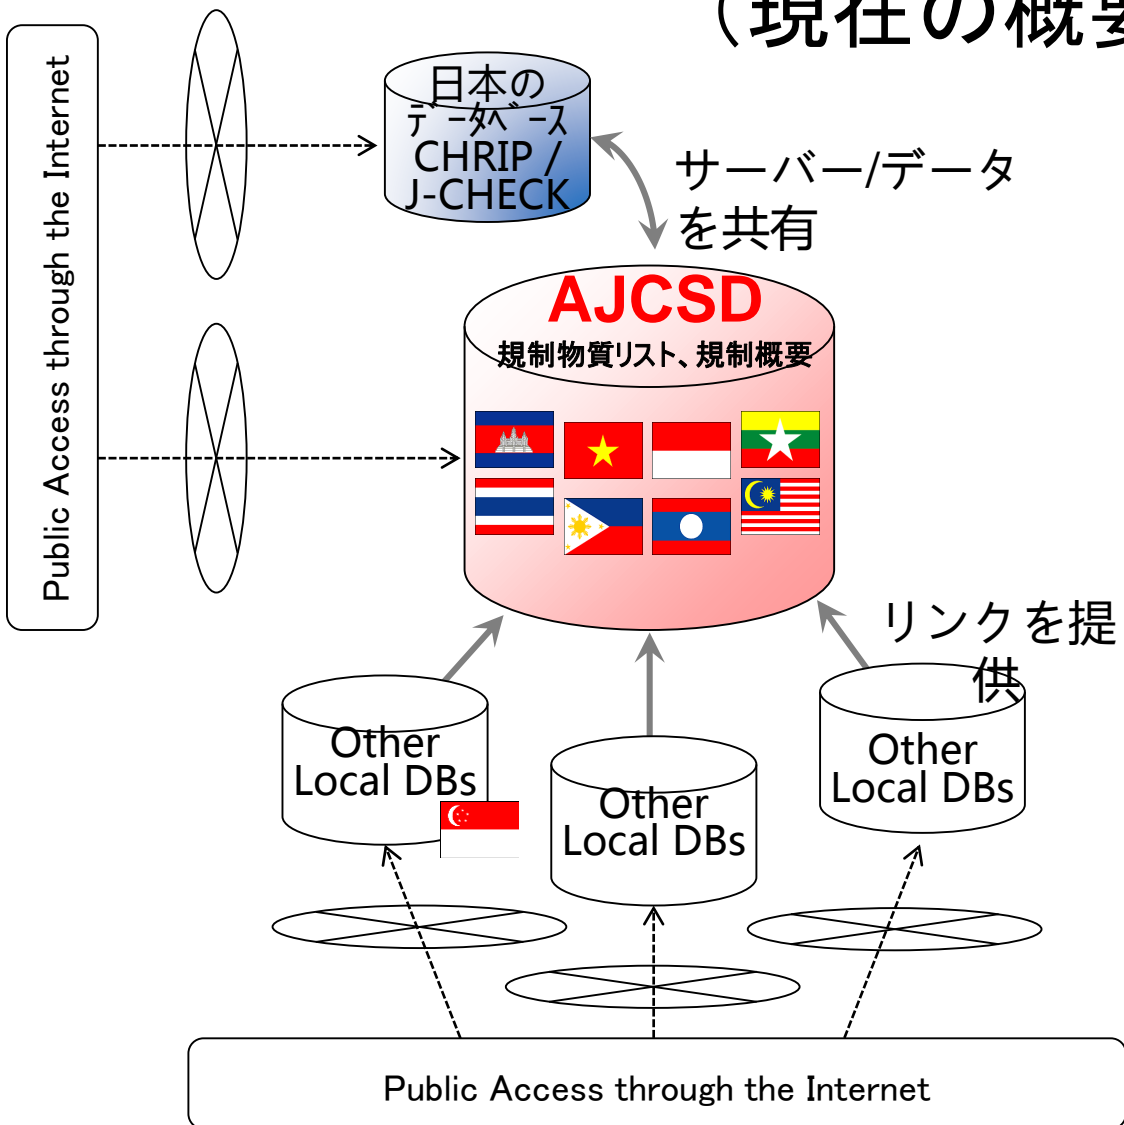 （現在の概要
Public Access through the Internet
日本の
ﾃﾞｰﾀﾍﾞｰｽ
CHRIP /
J-CHECK
サーバー/データ
を共有
AJCSD
規制物質リスト、規制概要
リンクを提
供
Other
Local DBs
Other
Local DBs
Other
Local DBs
Public Access through the Internet